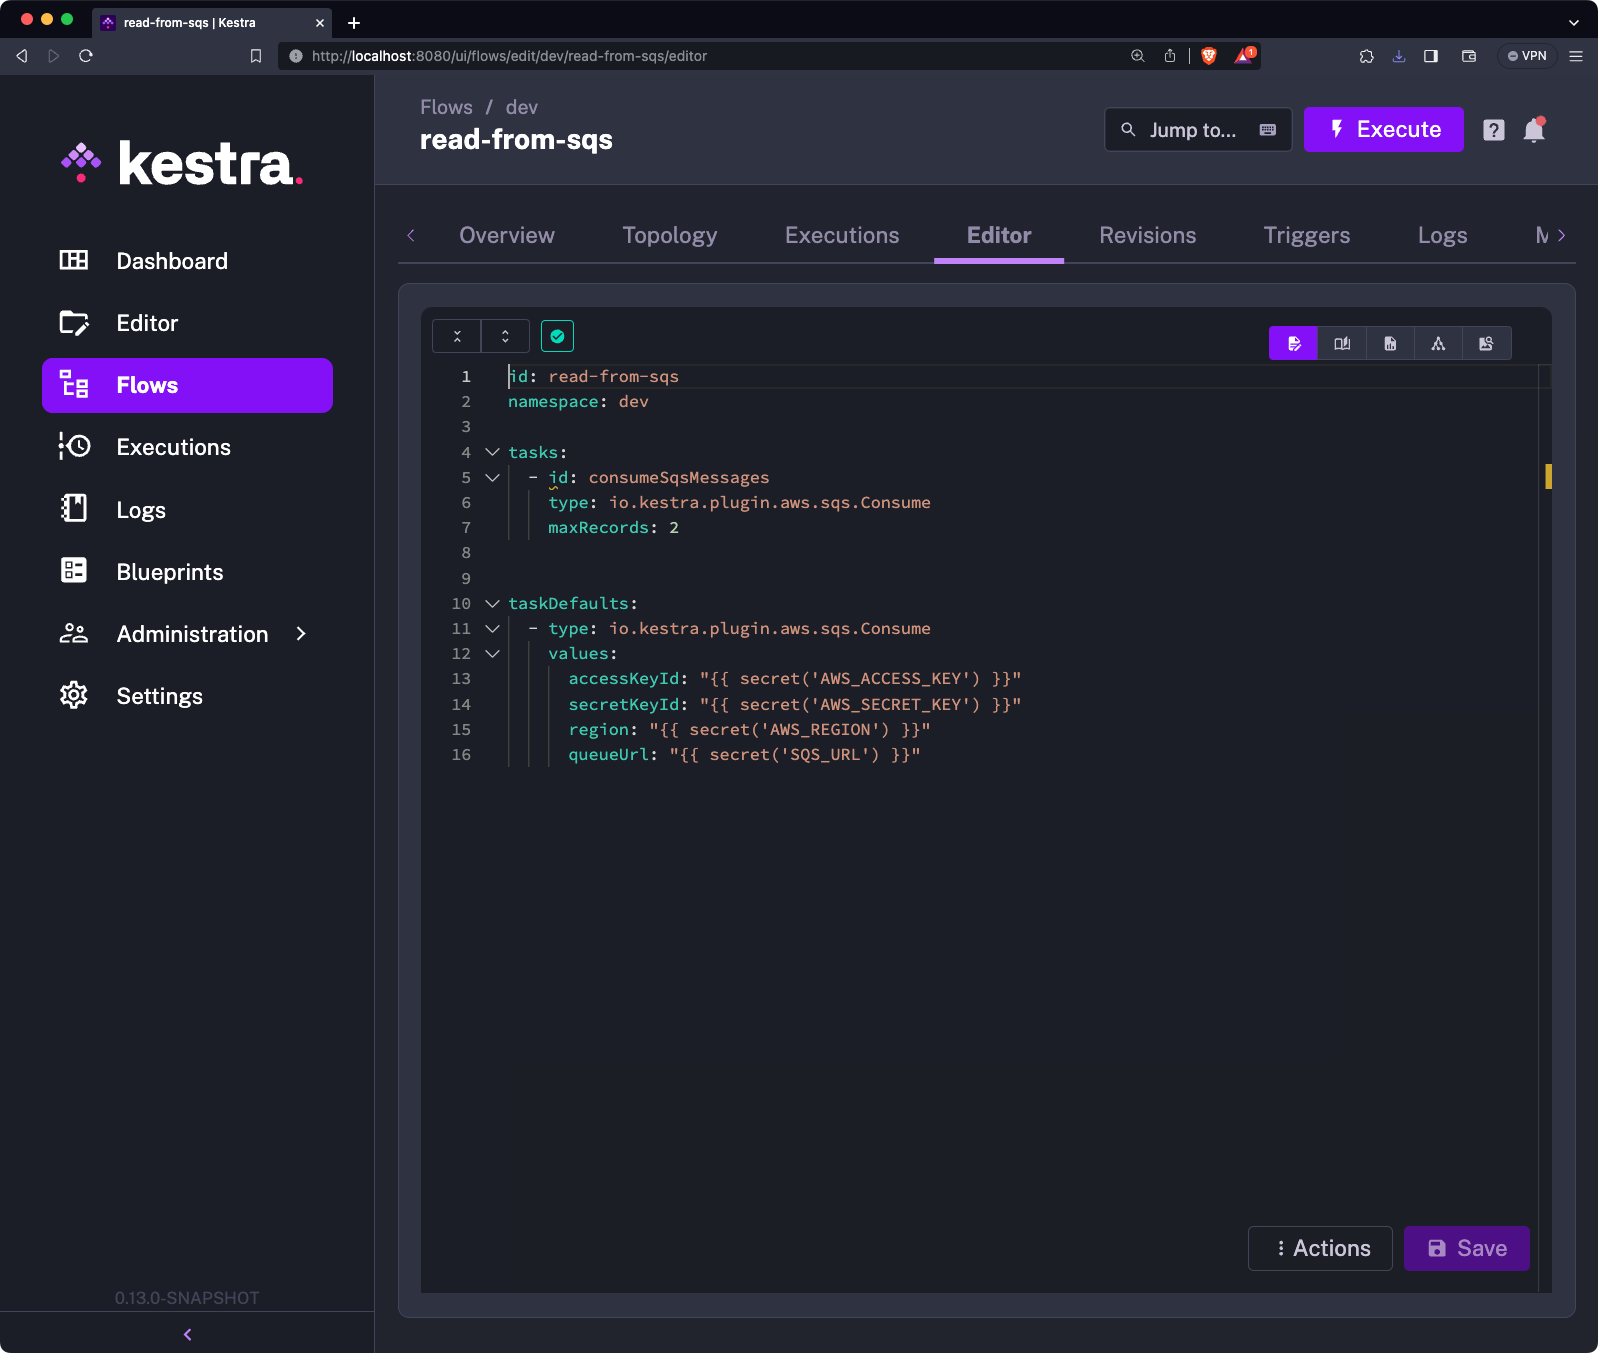 read-from-sqs | Kestra
http://localhost:8080/ui/flows/edit/dev/read-from-sqs/editor
1
VPN
kestra.
Dashboard
Editor
Flows
Executions
Logs
Blueprints
Administration
Settings
0.13.0-SNAPSHOT
Flows / dev
read-from-sqs
Jump to...
Execute
?
Overview Topology Executions Editor Revisions Triggers Logs M
1 id: read-from-sqs
2 namespace: dev
3
4 tasks:
5 - id: consumeSqsMessages
6 type: io.kestra.plugin.aws.sqs.Consume
7 maxRecords: 2
8
9
10 taskDefaults:
11 - type: io.kestra.plugin.aws.sqs.Consume
12 values:
13 accessKeyId: "{{ secret('AWS_ACCESS_KEY') }}"
14 secretKeyId: "{{ secret('AWS_SECRET_KEY') }}"
15 region: "{{ secret('AWS_REGION') }}"
16 queueUrl: "{{ secret('SQS_URL') }}"
Actions
Save